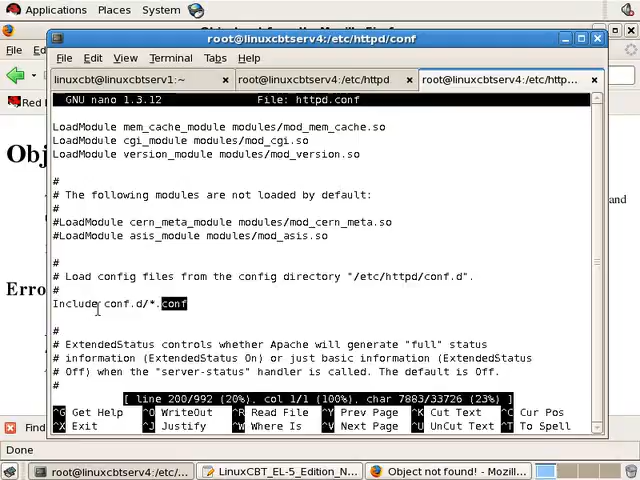 Applications Places System
root@linuxcbtserv4:/etc/httpd/conf
File
File Edit View Terminal Tabs Help
linuxcbt@linuxcbtserv1:~ root@linuxcbtserv4:/etc/httpd root@linuxcbtserv4:/etc/http...
Red
GNU nano 1.3.12 File: httpd.conf
LoadModule mem_cache_module modules/mod_mem_cache.so
LoadModule cgi_module modules/mod_cgi.so
LoadModule version_module modules/mod_version.so
Obj
#
# The following modules are not loaded by default:
and
#
#LoadModule cern_meta_module modules/mod_cern_meta.so
#LoadModule asis_module modules/mod_asis.so
#
# Load config files from the config directory "/etc/httpd/conf.d".
#
Erro
Include conf.d/*.conf
#
# ExtendedStatus controls whether Apache will generate "full" status
# information (ExtendedStatus On) or just basic information (ExtendedStatus
# Off) when the "server-status" handler is called. The default is Off.
#
[ line 200/992 (20%), col 1/1 (100%), char 7883/33726 (23%) ]
^G Get Help ^O WriteOut ^R Read File ^Y Prev Page ^K Cut Text ^C Cur Pos
^X Exit ^J Justify ^W Where Is ^V Next Page ^U UnCut Text ^T To Spell
Find
Done
root@linuxcbtserv4:/etc/... LinuxCBT_EL-5_Edition_N... Object not found! - Mozill...